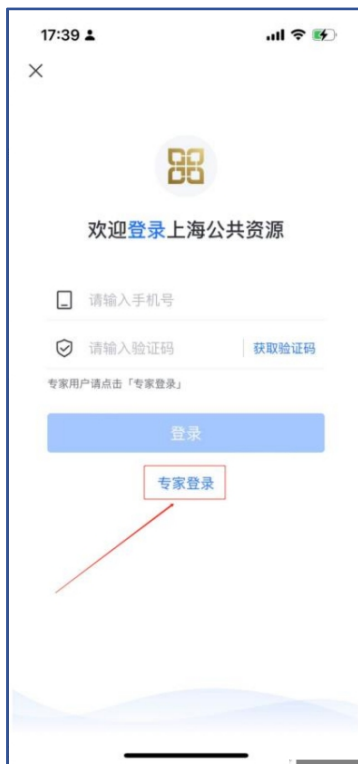 17:39
欢迎登录上海公共资源
请输入手机号
请输入验证码 获取验证码
专家用户请点击「专家登录」
登录
专家登录